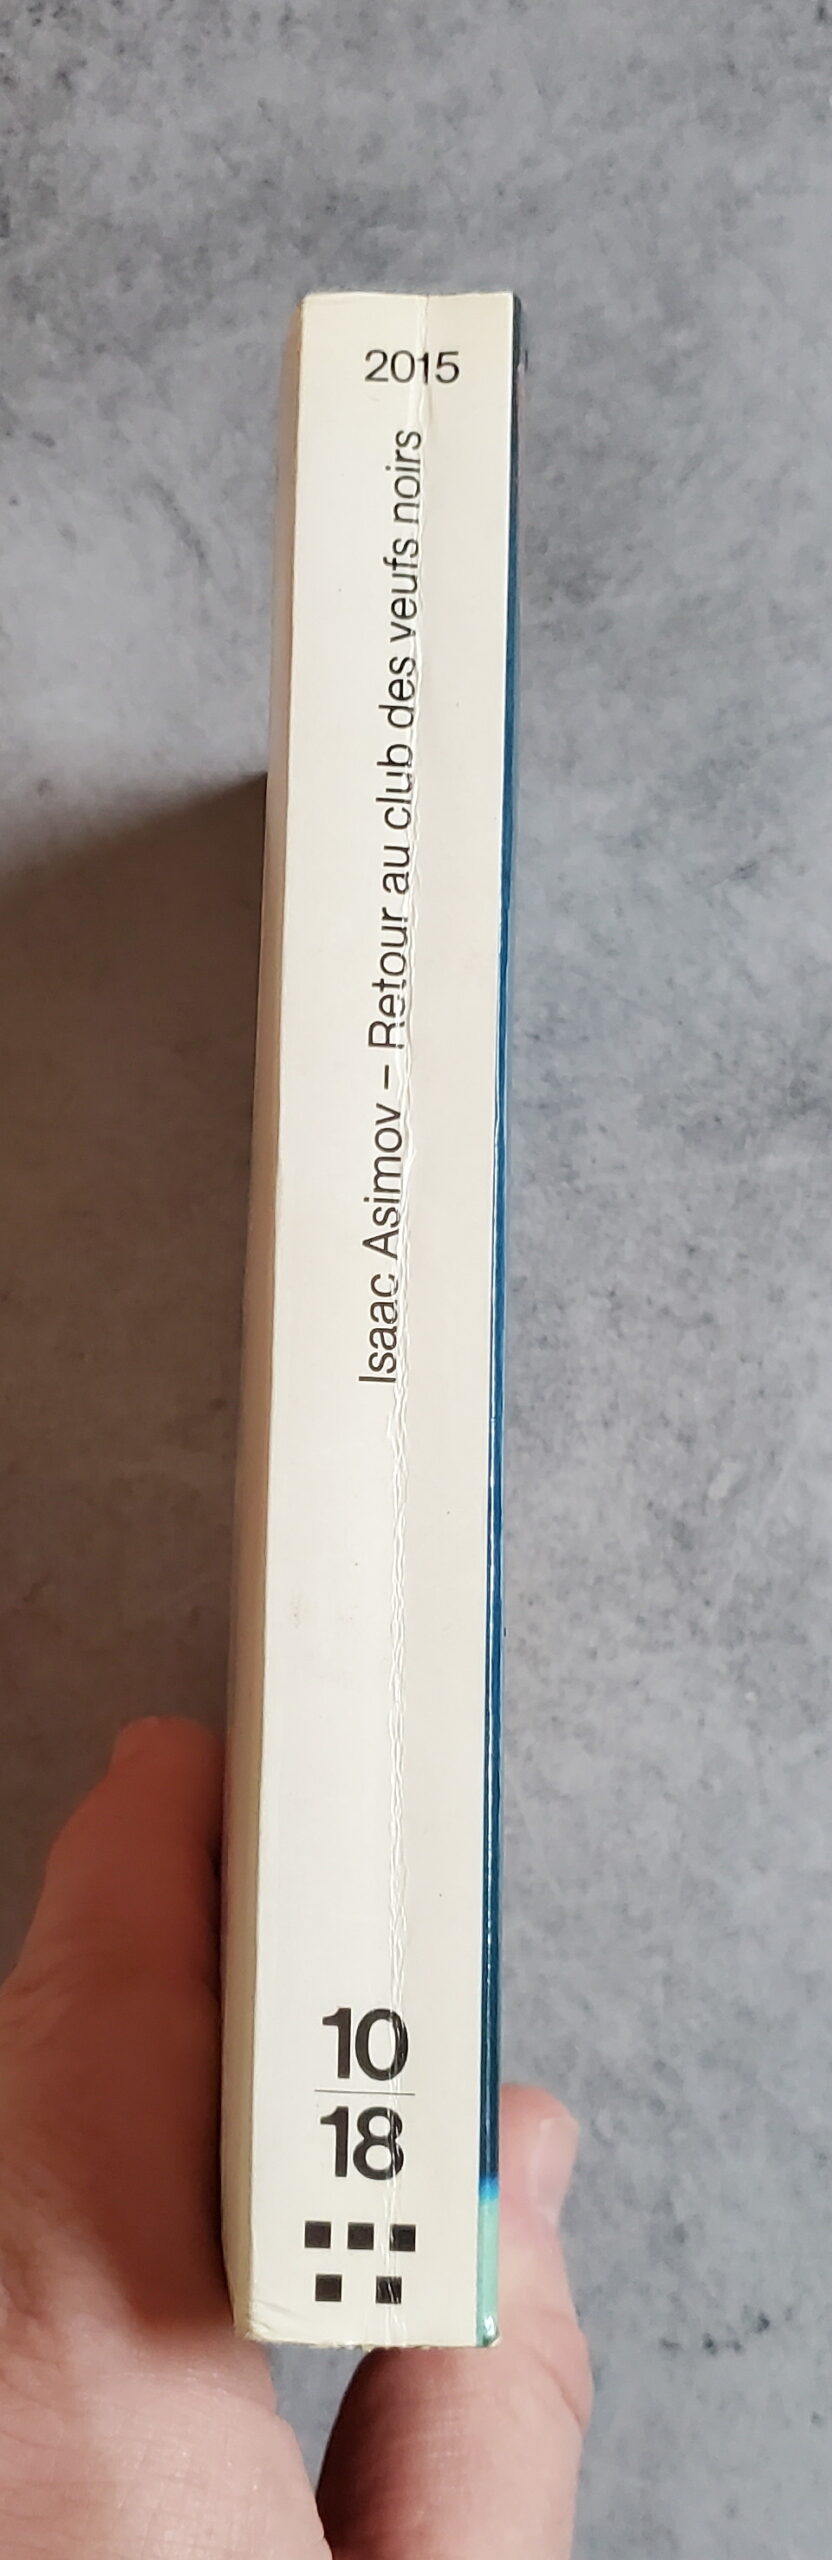 2015
Isaac Asimov – Retour au club des veufs noirs
10
18